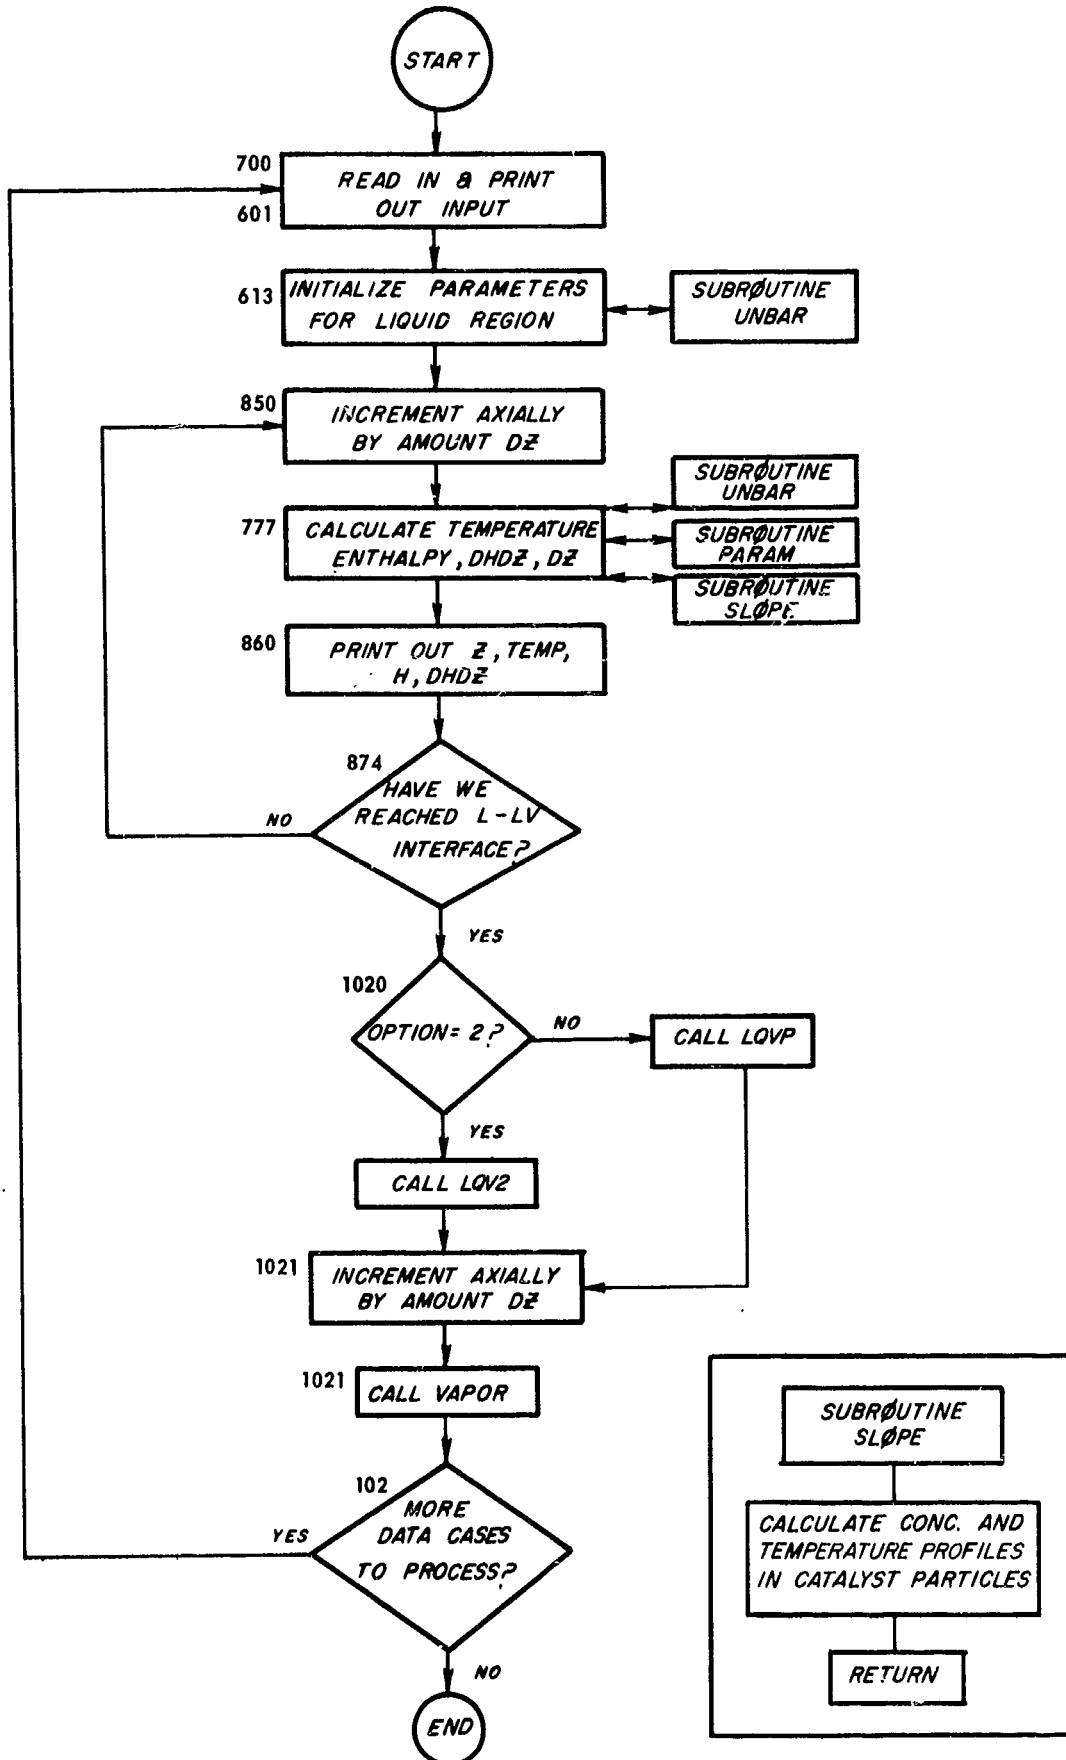 START
700
READ IN & PRINT
OUT INPUT
601
613
INITIALIZE PARAMETERS
FOR LIQUID REGION
SUBRØUTINE
UNBAR
850
INCREMENT AXIALLY
BY AMOUNT DZ
SUBRØUTINE
UNBAR
777
CALCULATE TEMPERATURE
ENTHALPY, DHDZ, DZ
SUBRØUTINE
PARAM
SUBRØUTINE
SLØPE
860
PRINT OUT Z, TEMP,
H, DHDZ
874
HAVE WE
REACHED L-LV
INTERFACE?
NO
YES
1020
OPTION= 2?
NO
CALL LQVP
YES
CALL LQV2
1021
INCREMENT AXIALLY
BY AMOUNT DZ
1021
CALL VAPOR
102
MORE
DATA CASES
TO PROCESS?
YES
NO
END
SUBRØUTINE
SLØPE
CALCULATE CONC. AND
TEMPERATURE PROFILES
IN CATALYST PARTICLES
RETURN